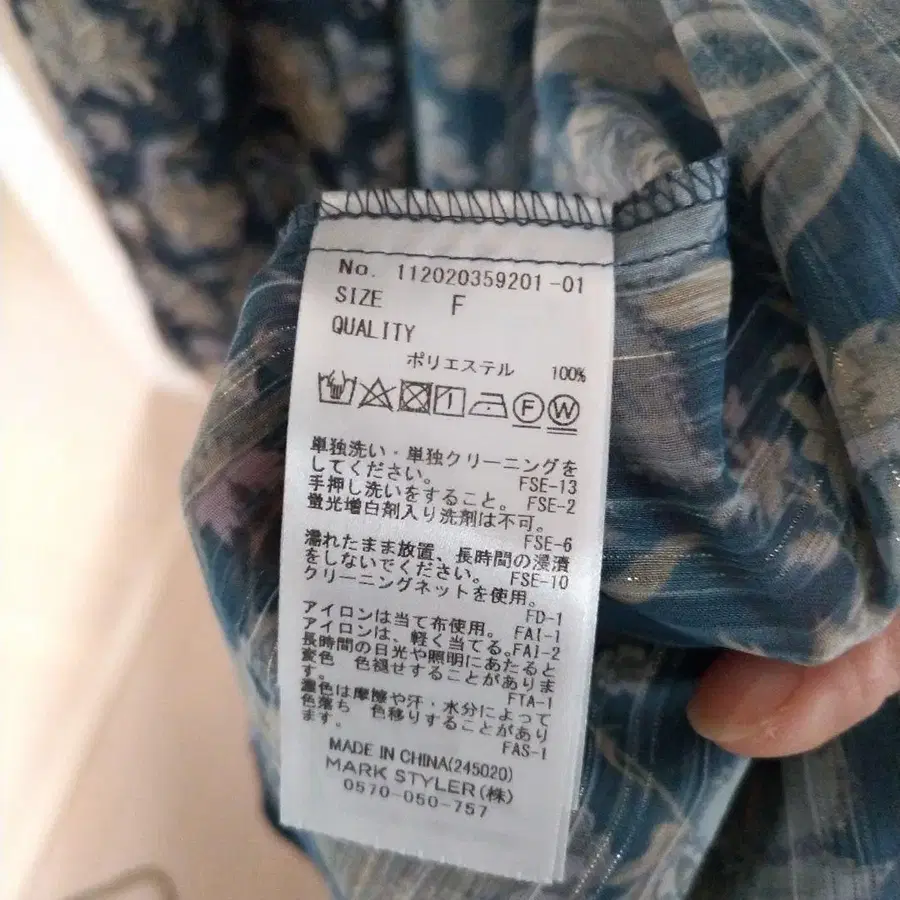 No. 112020359201-01
SIZE F
QUALITY
ポリエステル 100%
F W
単独洗い・単独クリーニングを
してください。 FSE-13
手押し洗いをすること。 FSE-2
蛍光増白剤入り洗剤は不可。
FSE-6
濡れたまま放置、長時間の浸漬
をしないでください。 FSE-10
クリーニングネットを使用。
FD-1
アイロンは当て布使用。 FAI-1
アイロンは、軽く当てる。FAI-2
長時間の日光や照明にあたると
変色 色褪せすることがありま
す。 FTA-1
濃色は摩擦や汗・水分によって
色落ち 色移りすることがあり
ます。 FAS-1
MADE IN CHINA(245020)
MARK STYLER(株)
0570-050-757